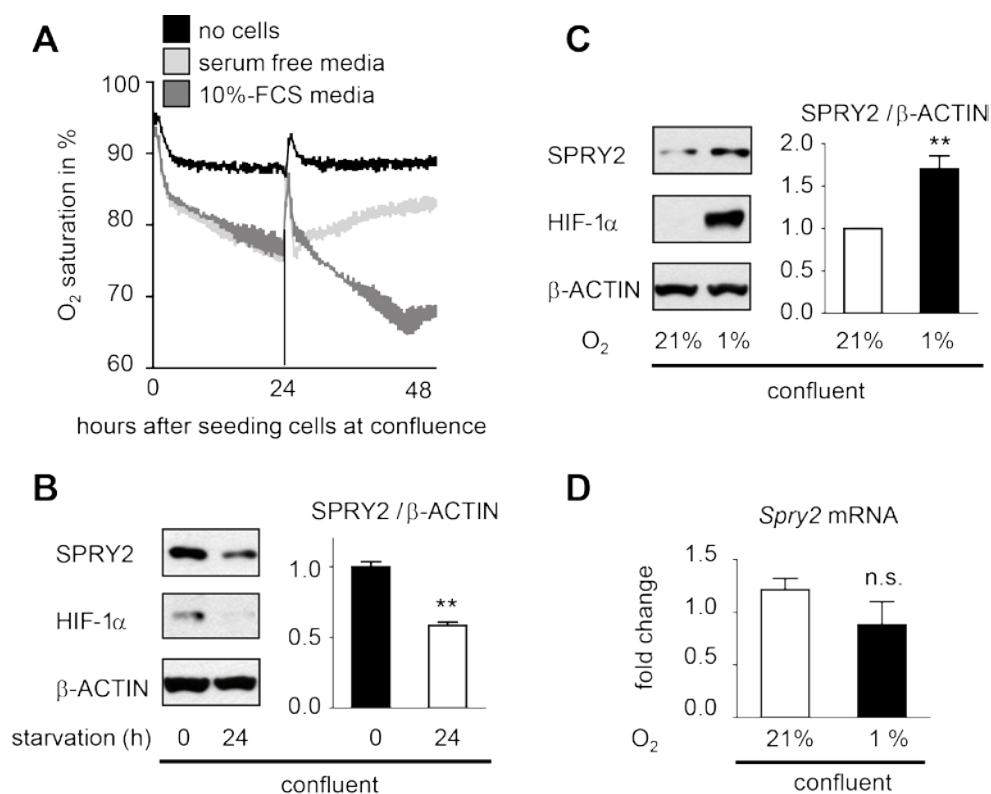 A
no cells
serum free media
10%-FCS media
100
90
80
70
60
O2 saturation in %
0 24 48
hours after seeding cells at confluence
B
SPRY2
HIF-1α
β-ACTIN
SPRY2 /β-ACTIN
1.0
**
0.5
0.0
starvation (h) 0 24 0 24
confluent
C
SPRY2
HIF-1α
β-ACTIN
SPRY2 /β-ACTIN
2.0
**
1.5
1.0
0.5
0.0
O2 21% 1% 21% 1%
confluent
D
Spry2 mRNA
fold change
1.5
n.s.
1.0
0.5
0.0
O2 21% 1 %
confluent